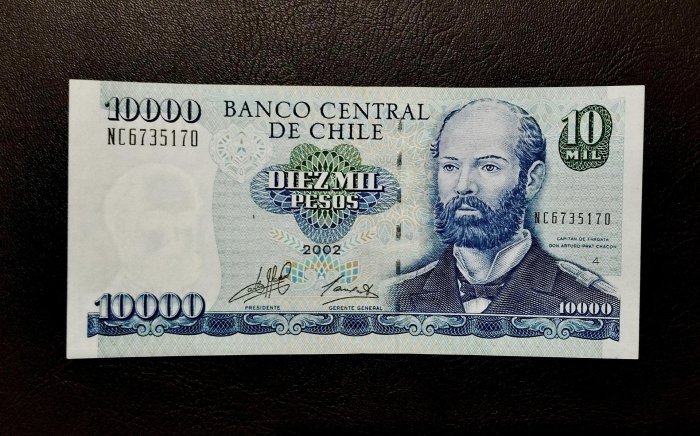 10000
NC6735170
BANCO CENTRAL
DE CHILE
DIEZ MIL
PESOS
2002
PRESIDENTE
GERENTE GENERAL
10000
10
MIL
NC6735170
CAPITAN DE FRAGATA
DON ARTURO PRAT CHACON
4
10000